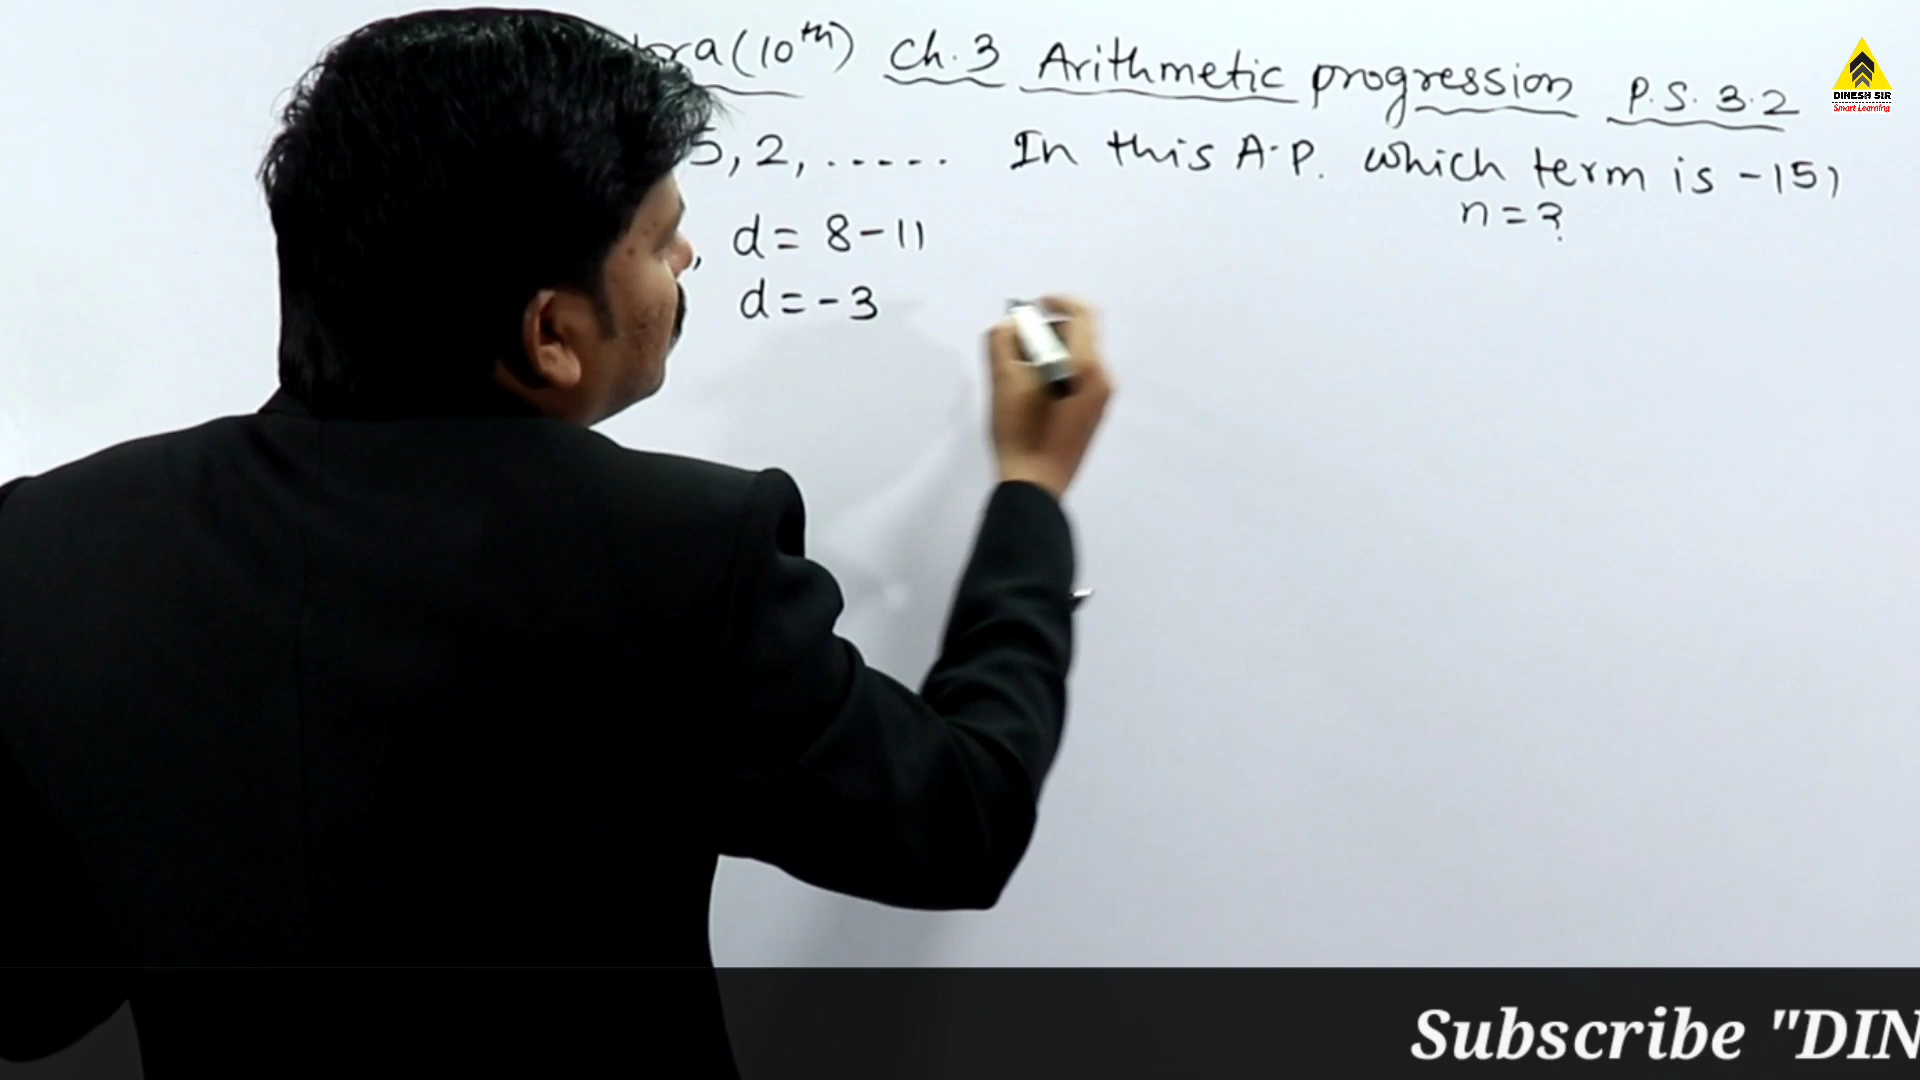 bra (10th) Ch.3 Arithmetic progression P.S. 3.2
5, 2, ..... In this A.P. which term is -151
n = ?
, d = 8-11
d = -3
DINESH SIR
Smart Learning
Subscribe "DIN